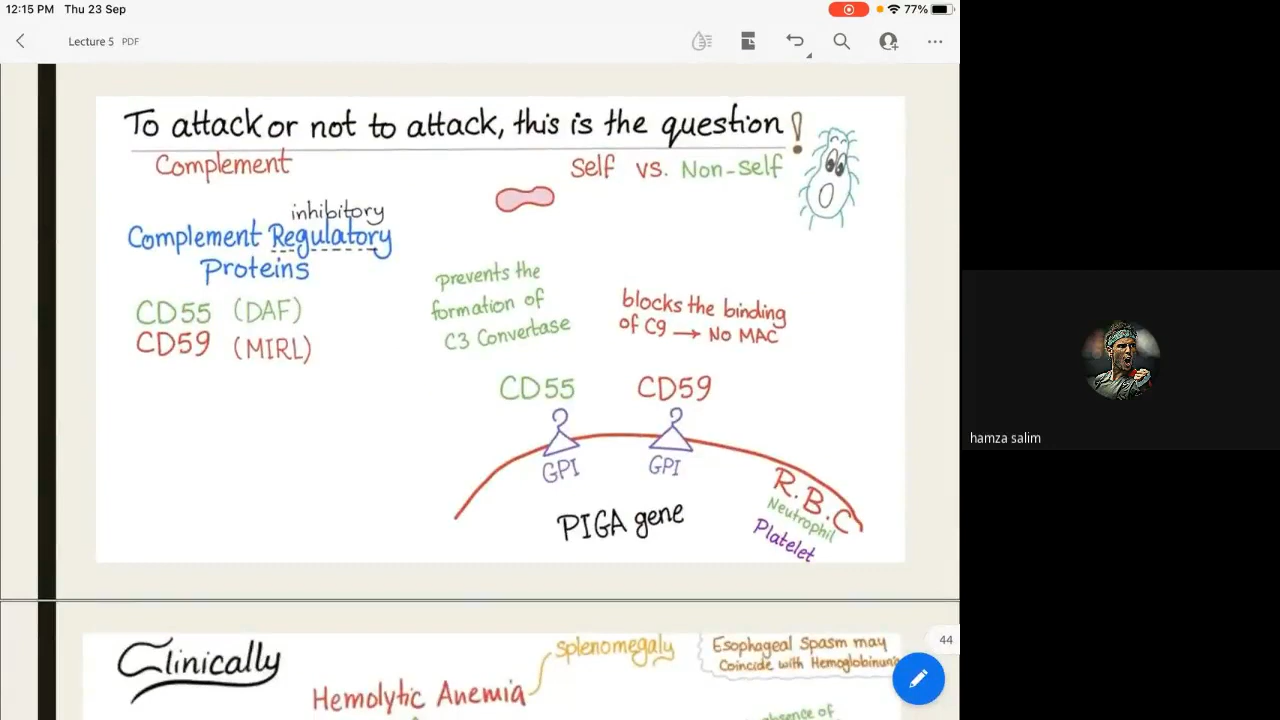 12:15 PM Thu 23 Sep
77%
Lecture 5 PDF
To attack or not to attack, this is the question!
Complement
Self vs. Non-self
inhibitory
Complement Regulatory
Proteins
CD55 (DAF)
CD59 (MIRL)
prevents the
formation of
C3 Convertase
blocks the binding
of C9 → No MAC
CD55
CD59
GPI
GPI
PIGA gene
R.B.C
Neutrophil
Platelet
hamza salim
44
Clinically
Splenomegaly
Hemolytic Anemia
Esophageal Spasm may
Coincide with
absence of